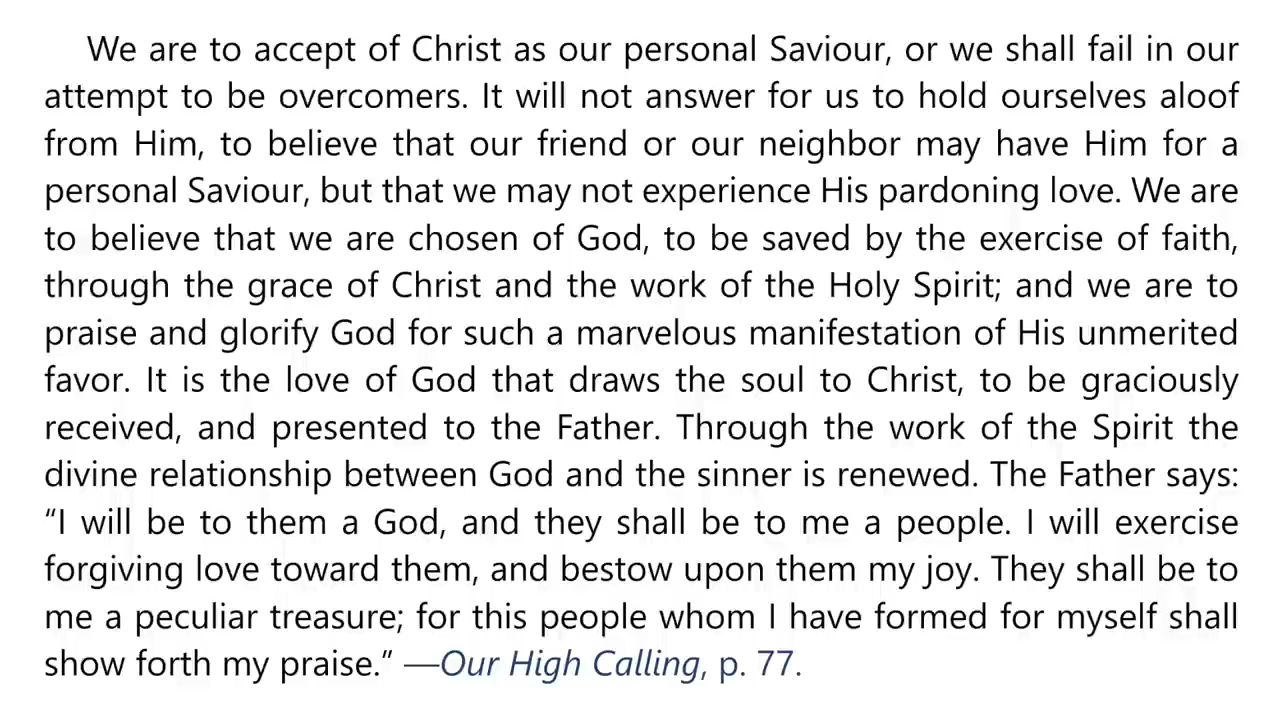 We are to accept of Christ as our personal Saviour, or we shall fail in our
attempt to be overcomers. It will not answer for us to hold ourselves aloof
from Him, to believe that our friend or our neighbor may have Him for a
personal Saviour, but that we may not experience His pardoning love. We are
to believe that we are chosen of God, to be saved by the exercise of faith,
through the grace of Christ and the work of the Holy Spirit; and we are to
praise and glorify God for such a marvelous manifestation of His unmerited
favor. It is the love of God that draws the soul to Christ, to be graciously
received, and presented to the Father. Through the work of the Spirit the
divine relationship between God and the sinner is renewed. The Father says:
“I will be to them a God, and they shall be to me a people. I will exercise
forgiving love toward them, and bestow upon them my joy. They shall be to
me a peculiar treasure; for this people whom I have formed for myself shall
show forth my praise.” —Our High Calling, p. 77.